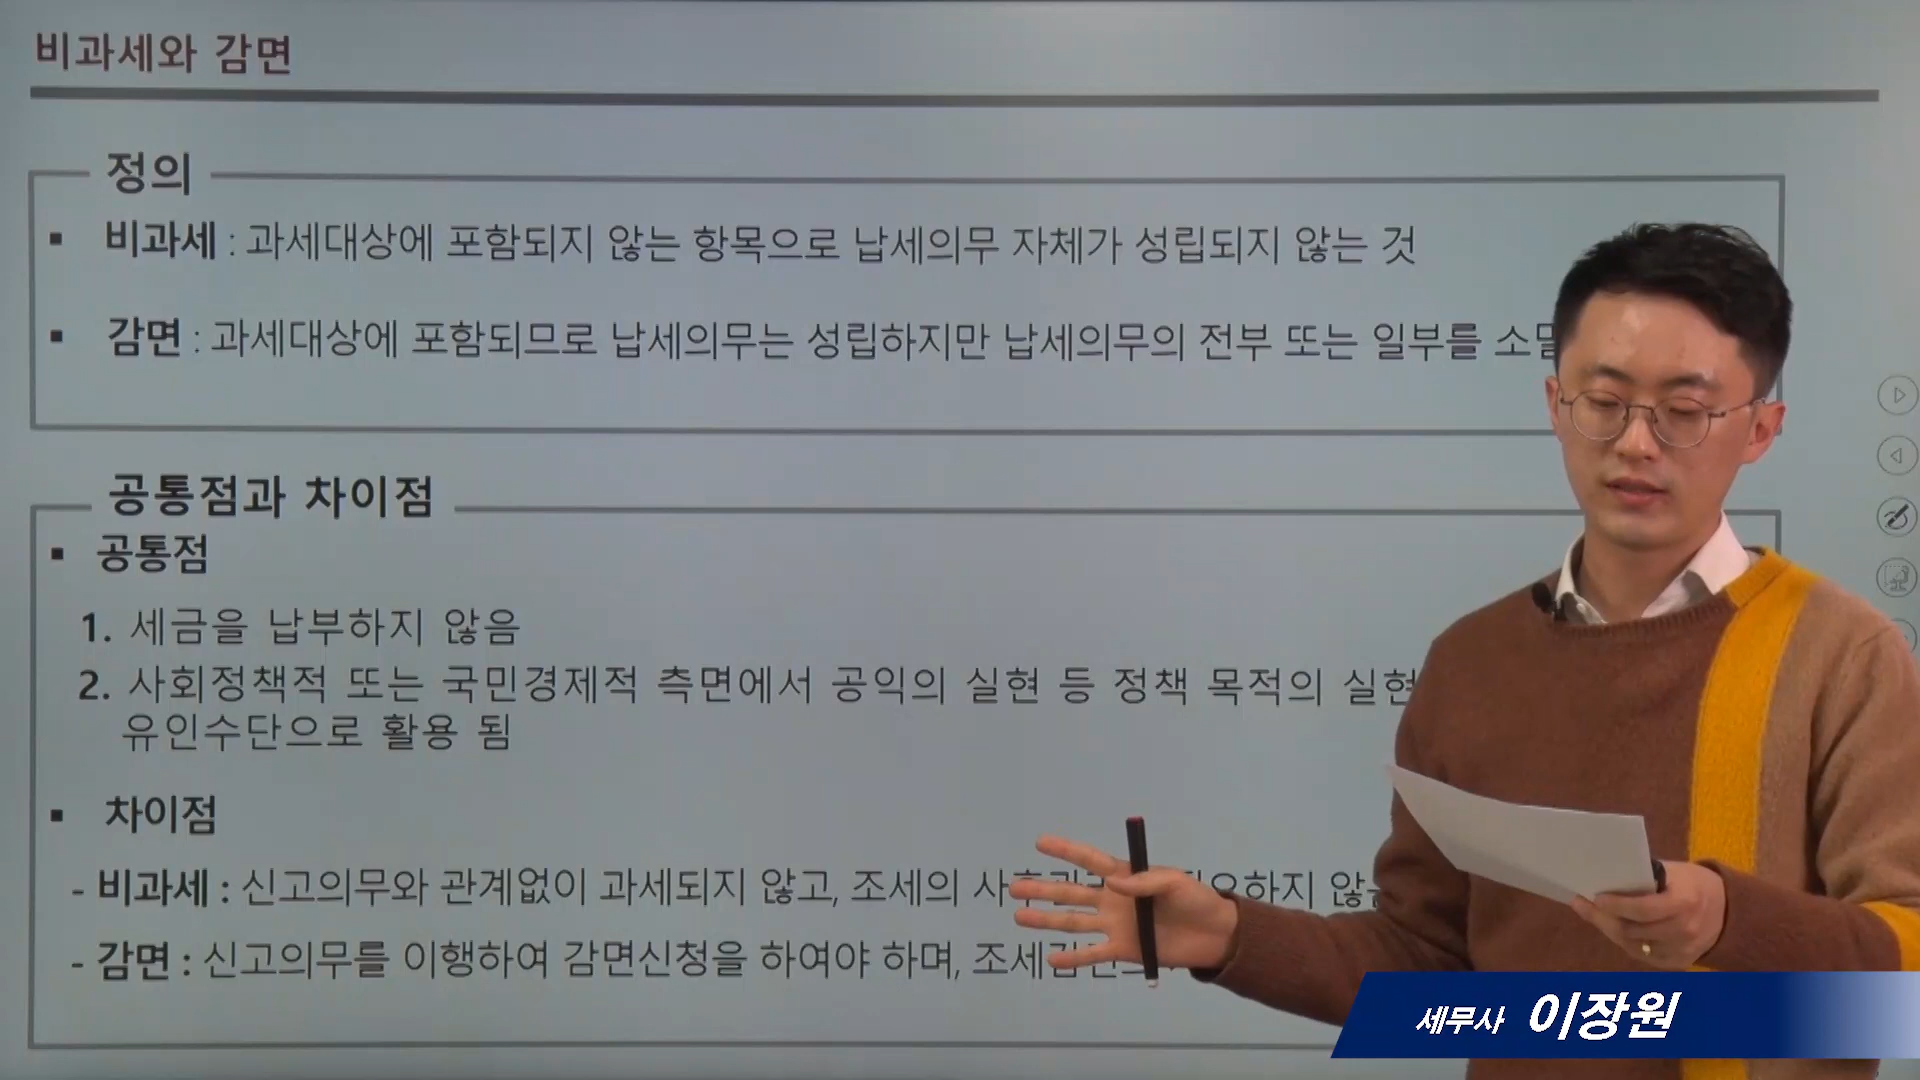 비과세와 감면
정의
▪ 비과세 : 과세대상에 포함되지 않는 항목으로 납세의무 자체가 성립되지 않는 것
▪ 감면 : 과세대상에 포함되므로 납세의무는 성립하지만 납세의무의 전부 또는 일부를
공통점과 차이점
▪ 공통점
1. 세금을 납부하지 않음
2. 사회정책적 또는 국민경제적 측면에서 공익의 실현 등 정책 목적의 실현
유인수단으로 활용 됨
▪ 차이점
- 비과세 : 신고의무와 관계없이 과세되지 않고, 조세의
- 감면 : 신고의무를 이행하여 감면신청을 하여야 하며,
세무사 이장원